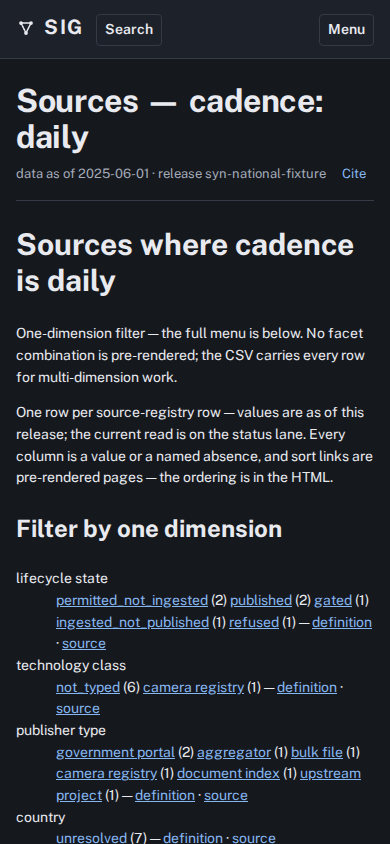 SIG Search Menu
Sources — cadence:
daily
data as of 2025-06-01 · release syn-national-fixture Cite
Sources where cadence
is daily
One-dimension filter — the full menu is below. No facet
combination is pre-rendered; the CSV carries every row
for multi-dimension work.
One row per source-registry row — values are as of this
release; the current read is on the status lane. Every
column is a value or a named absence, and sort links are
pre-rendered pages — the ordering is in the HTML.
Filter by one dimension
lifecycle state
permitted_not_ingested (2) published (2) gated (1)
ingested_not_published (1) refused (1) — definition
· source
technology class
not_typed (6) camera registry (1) — definition ·
source
publisher type
government portal (2) aggregator (1) bulk file (1)
camera registry (1) document index (1) upstream
project (1) — definition · source
country
unresolved (7) — definition · source